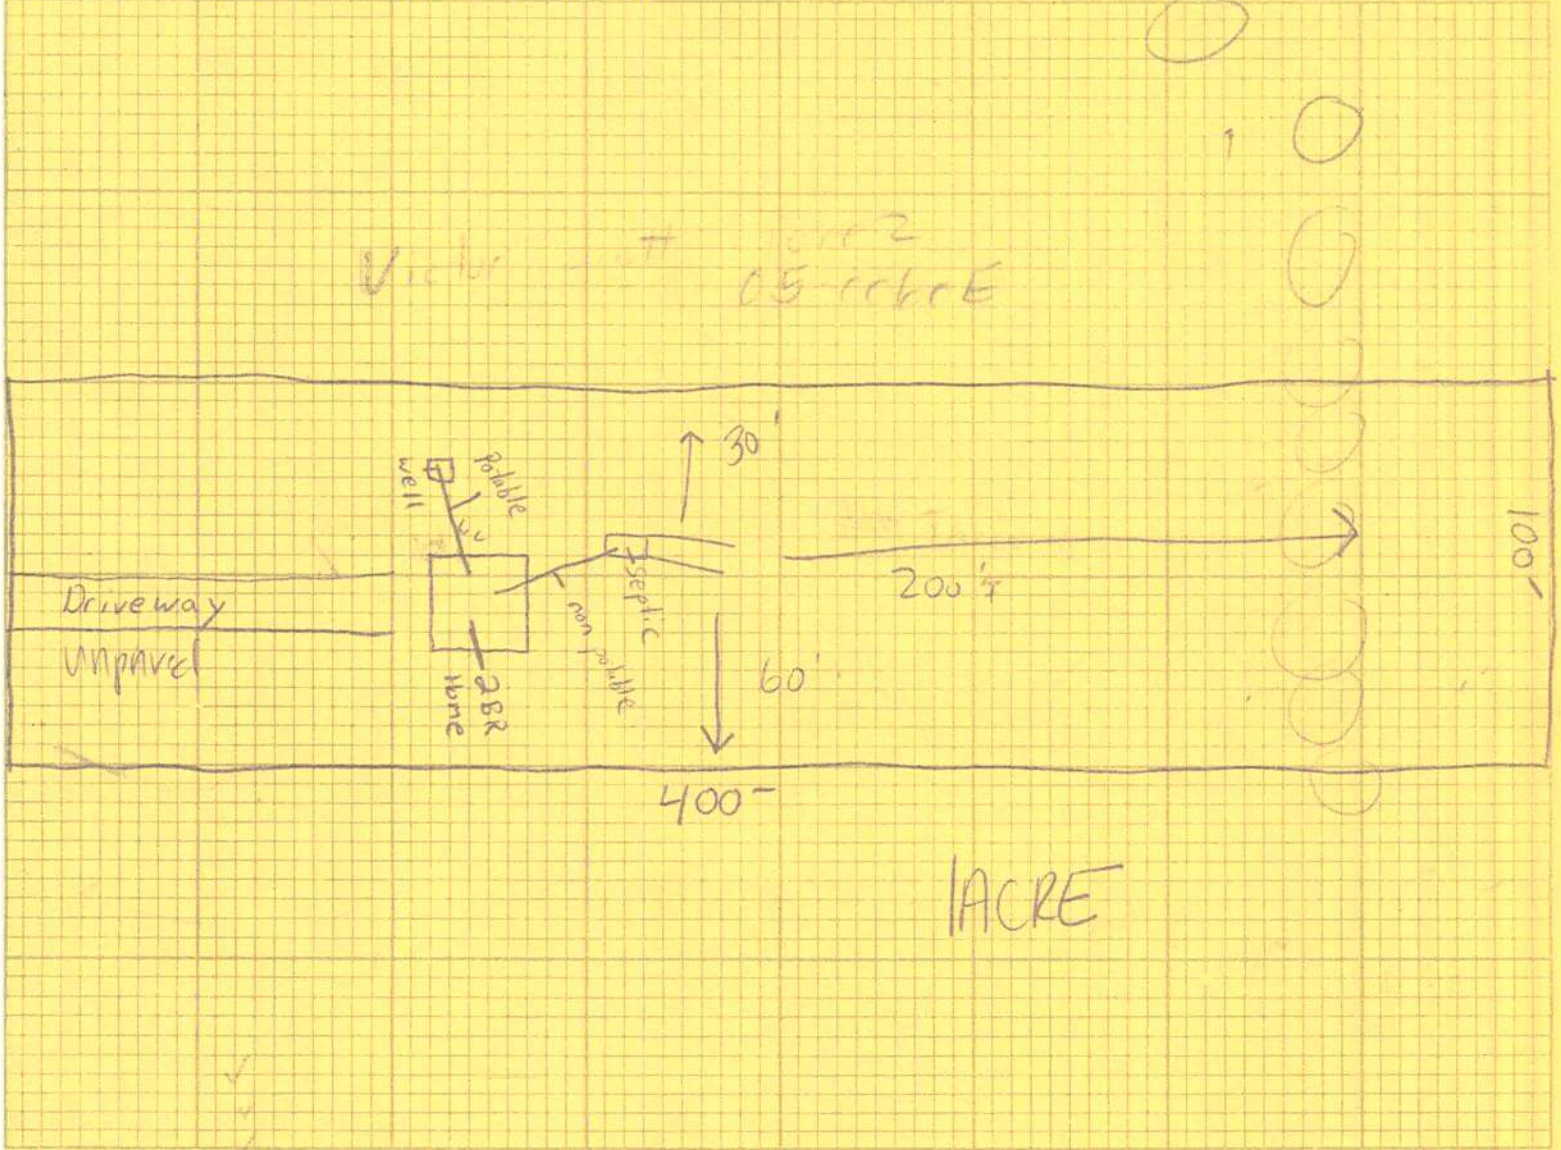 30'
well
potable
Driveway
unpaved
septic
non potable
2BR
Home
200'
60'
100'
400-
1ACRE